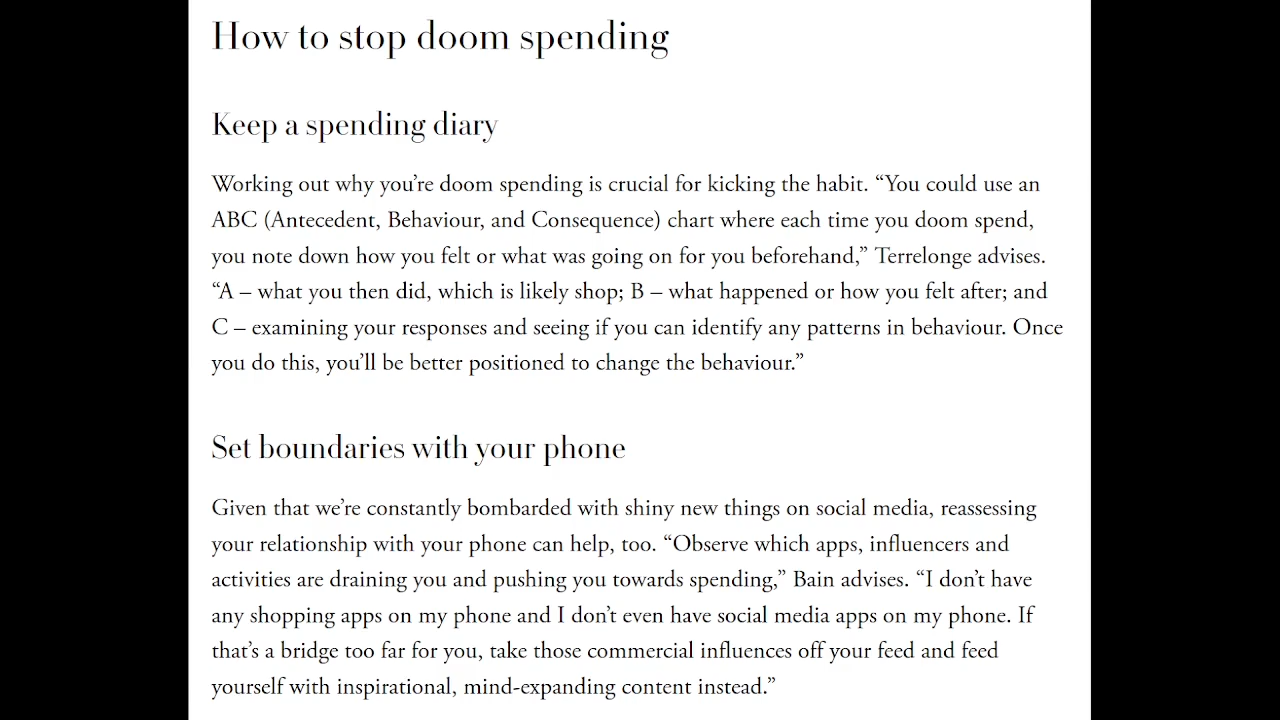 How to stop doom spending
Keep a spending diary
Working out why you’re doom spending is crucial for kicking the habit. “You could use an
ABC (Antecedent, Behaviour, and Consequence) chart where each time you doom spend,
you note down how you felt or what was going on for you beforehand,” Terrelonge advises.
“A – what you then did, which is likely shop; B – what happened or how you felt after; and
C – examining your responses and seeing if you can identify any patterns in behaviour. Once
you do this, you’ll be better positioned to change the behaviour.”
Set boundaries with your phone
Given that we’re constantly bombarded with shiny new things on social media, reassessing
your relationship with your phone can help, too. “Observe which apps, influencers and
activities are draining you and pushing you towards spending,” Bain advises. “I don’t have
any shopping apps on my phone and I don’t even have social media apps on my phone. If
that’s a bridge too far for you, take those commercial influences off your feed and feed
yourself with inspirational, mind-expanding content instead.”